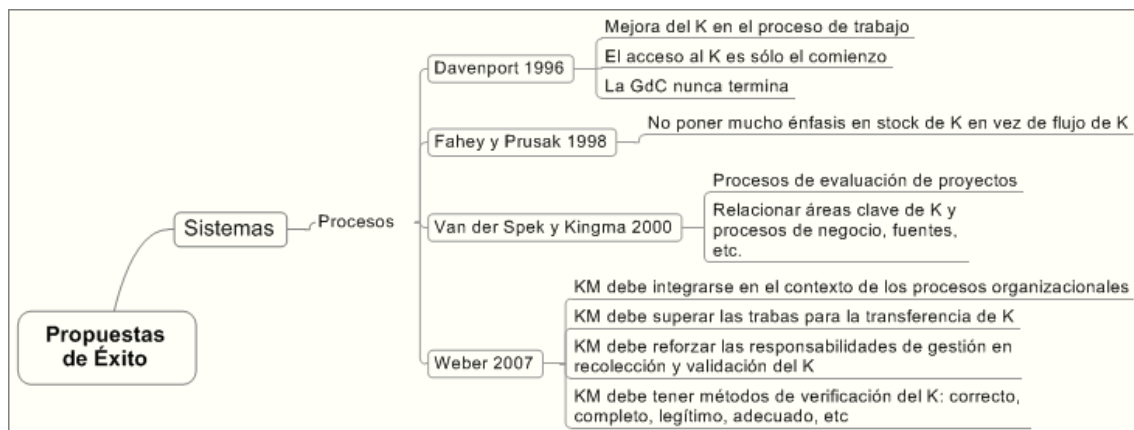 Propuestas
de Éxito
Sistemas
Procesos
Davenport 1996
Mejora del K en el proceso de trabajo
El acceso al K es sólo el comienzo
La GdC nunca termina
Fahey y Prusak 1998
No poner mucho énfasis en stock de K en vez de flujo de K
Van der Spek y Kingma 2000
Procesos de evaluación de proyectos
Relacionar áreas clave de K y
procesos de negocio, fuentes,
etc.
Weber 2007
KM debe integrarse en el contexto de los procesos organizacionales
KM debe superar las trabas para la transferencia de K
KM debe reforzar las responsabilidades de gestión en
recolección y validación del K
KM debe tener métodos de verificación del K: correcto,
completo, legítimo, adecuado, etc